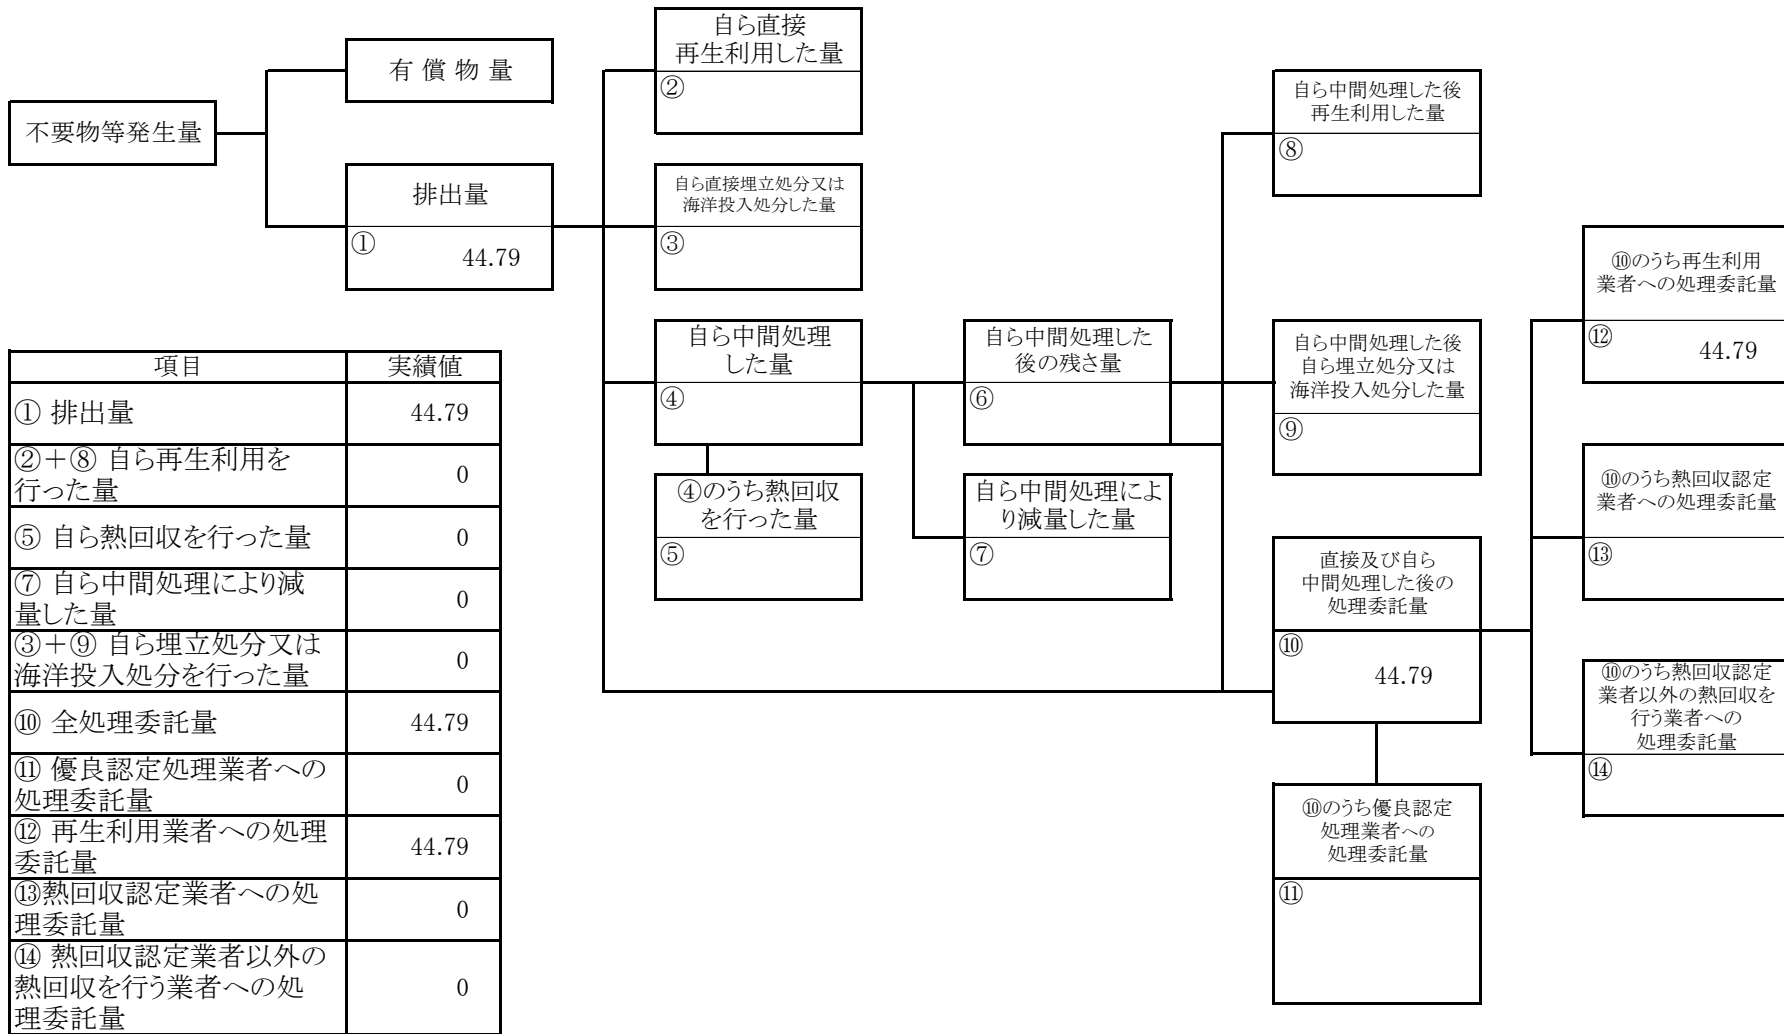 不要物等発生量
有 償 物 量
排出量
①
44.79
自ら直接
再生利用した量
②
自ら直接埋立処分又は
海洋投入処分した量
③
自ら中間処理
した量
④
④のうち熱回収
を行った量
⑤
自ら中間処理した
後の残さ量
⑥
自ら中間処理によ
り減量した量
⑦
自ら中間処理した後
再生利用した量
⑧
自ら中間処理した後
自ら埋立処分又は
海洋投入処分した量
⑨
直接及び自ら
中間処理した後の
処理委託量
⑩
44.79
⑩のうち優良認定
処理業者への
処理委託量
⑪
⑩のうち再生利用
業者への処理委託量
⑫
44.79
⑩のうち熱回収認定
業者への処理委託量
⑬
⑩のうち熱回収認定
業者以外の熱回収を
行う業者への
処理委託量
⑭
項目 実績値
① 排出量 44.79
②＋⑧ 自ら再生利用を
行った量 0
⑤ 自ら熱回収を行った量 0
⑦ 自ら中間処理により減
量した量 0
③＋⑨ 自ら埋立処分又は
海洋投入処分を行った量 0
⑩ 全処理委託量 44.79
⑪ 優良認定処理業者への
処理委託量 0
⑫ 再生利用業者への処理
委託量 44.79
⑬熱回収認定業者への処
理委託量 0
⑭ 熱回収認定業者以外の
熱回収を行う業者への処
理委託量 0